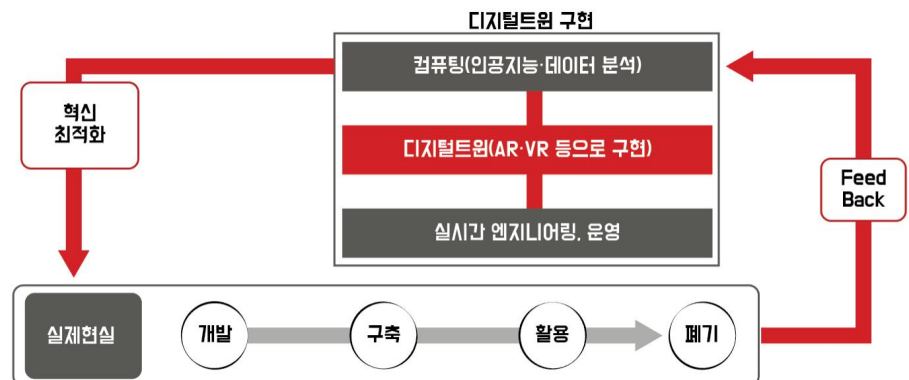 디지털트윈 구현
컴퓨팅(인공지능·데이터 분석)
혁신
최적화
디지털트윈(AR·VR 등으로 구현)
Feed
Back
실시간 엔지니어링, 운영
실제현실
개발
구축
활용
폐기